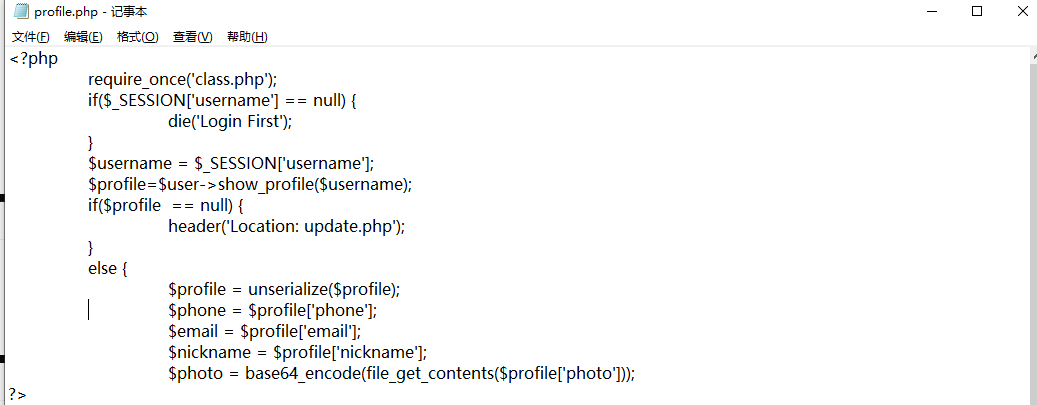 profile.php - 记事本
文件(F) 编辑(E) 格式(O) 查看(V) 帮助(H)
<?php
require_once('class.php');
if($_SESSION['username'] == null) {
die('Login First');
}
$username = $_SESSION['username'];
$profile=$user->show_profile($username);
if($profile  == null) {
header('Location: update.php');
}
else {
$profile = unserialize($profile);
$phone = $profile['phone'];
$email = $profile['email'];
$nickname = $profile['nickname'];
$photo = base64_encode(file_get_contents($profile['photo']));
?>